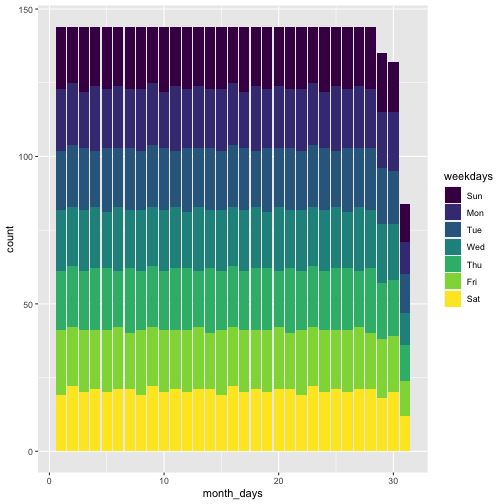 150
100
50
0
count
0
10
20
30
month_days
weekdays
Sun
Mon
Tue
Wed
Thu
Fri
Sat